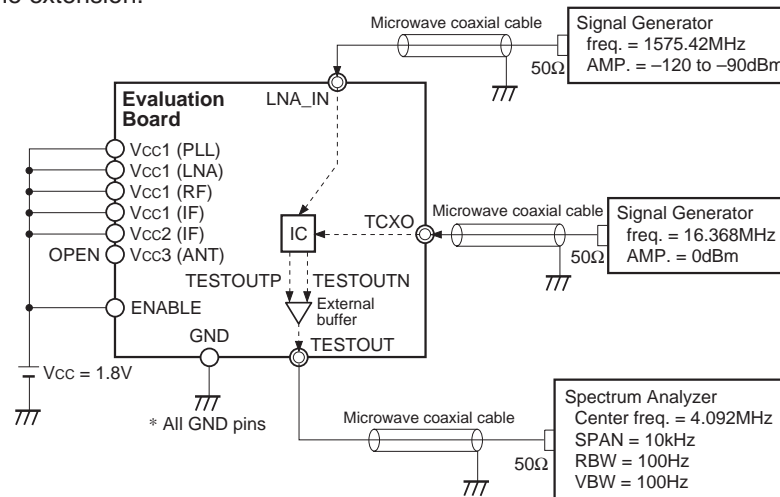 extension.
Microwave coaxial cable
Signal Generator
freq. = 1575.42MHz
AMP. = –120 to –90dBm
50Ω
LNA_IN
Evaluation
Board
VCC1 (PLL)
VCC1 (LNA)
VCC1 (RF)
VCC1 (IF)
VCC2 (IF)
OPEN VCC3 (ANT)
ENABLE
IC
TCXO
Microwave coaxial cable
Signal Generator
freq. = 16.368MHz
AMP. = 0dBm
50Ω
TESTOUTP
TESTOUTN
External
buffer
GND
TESTOUT
VCC = 1.8V
* All GND pins
Microwave coaxial cable
Spectrum Analyzer
Center freq. = 4.092MHz
SPAN = 10kHz
RBW = 100Hz
VBW = 100Hz
50Ω